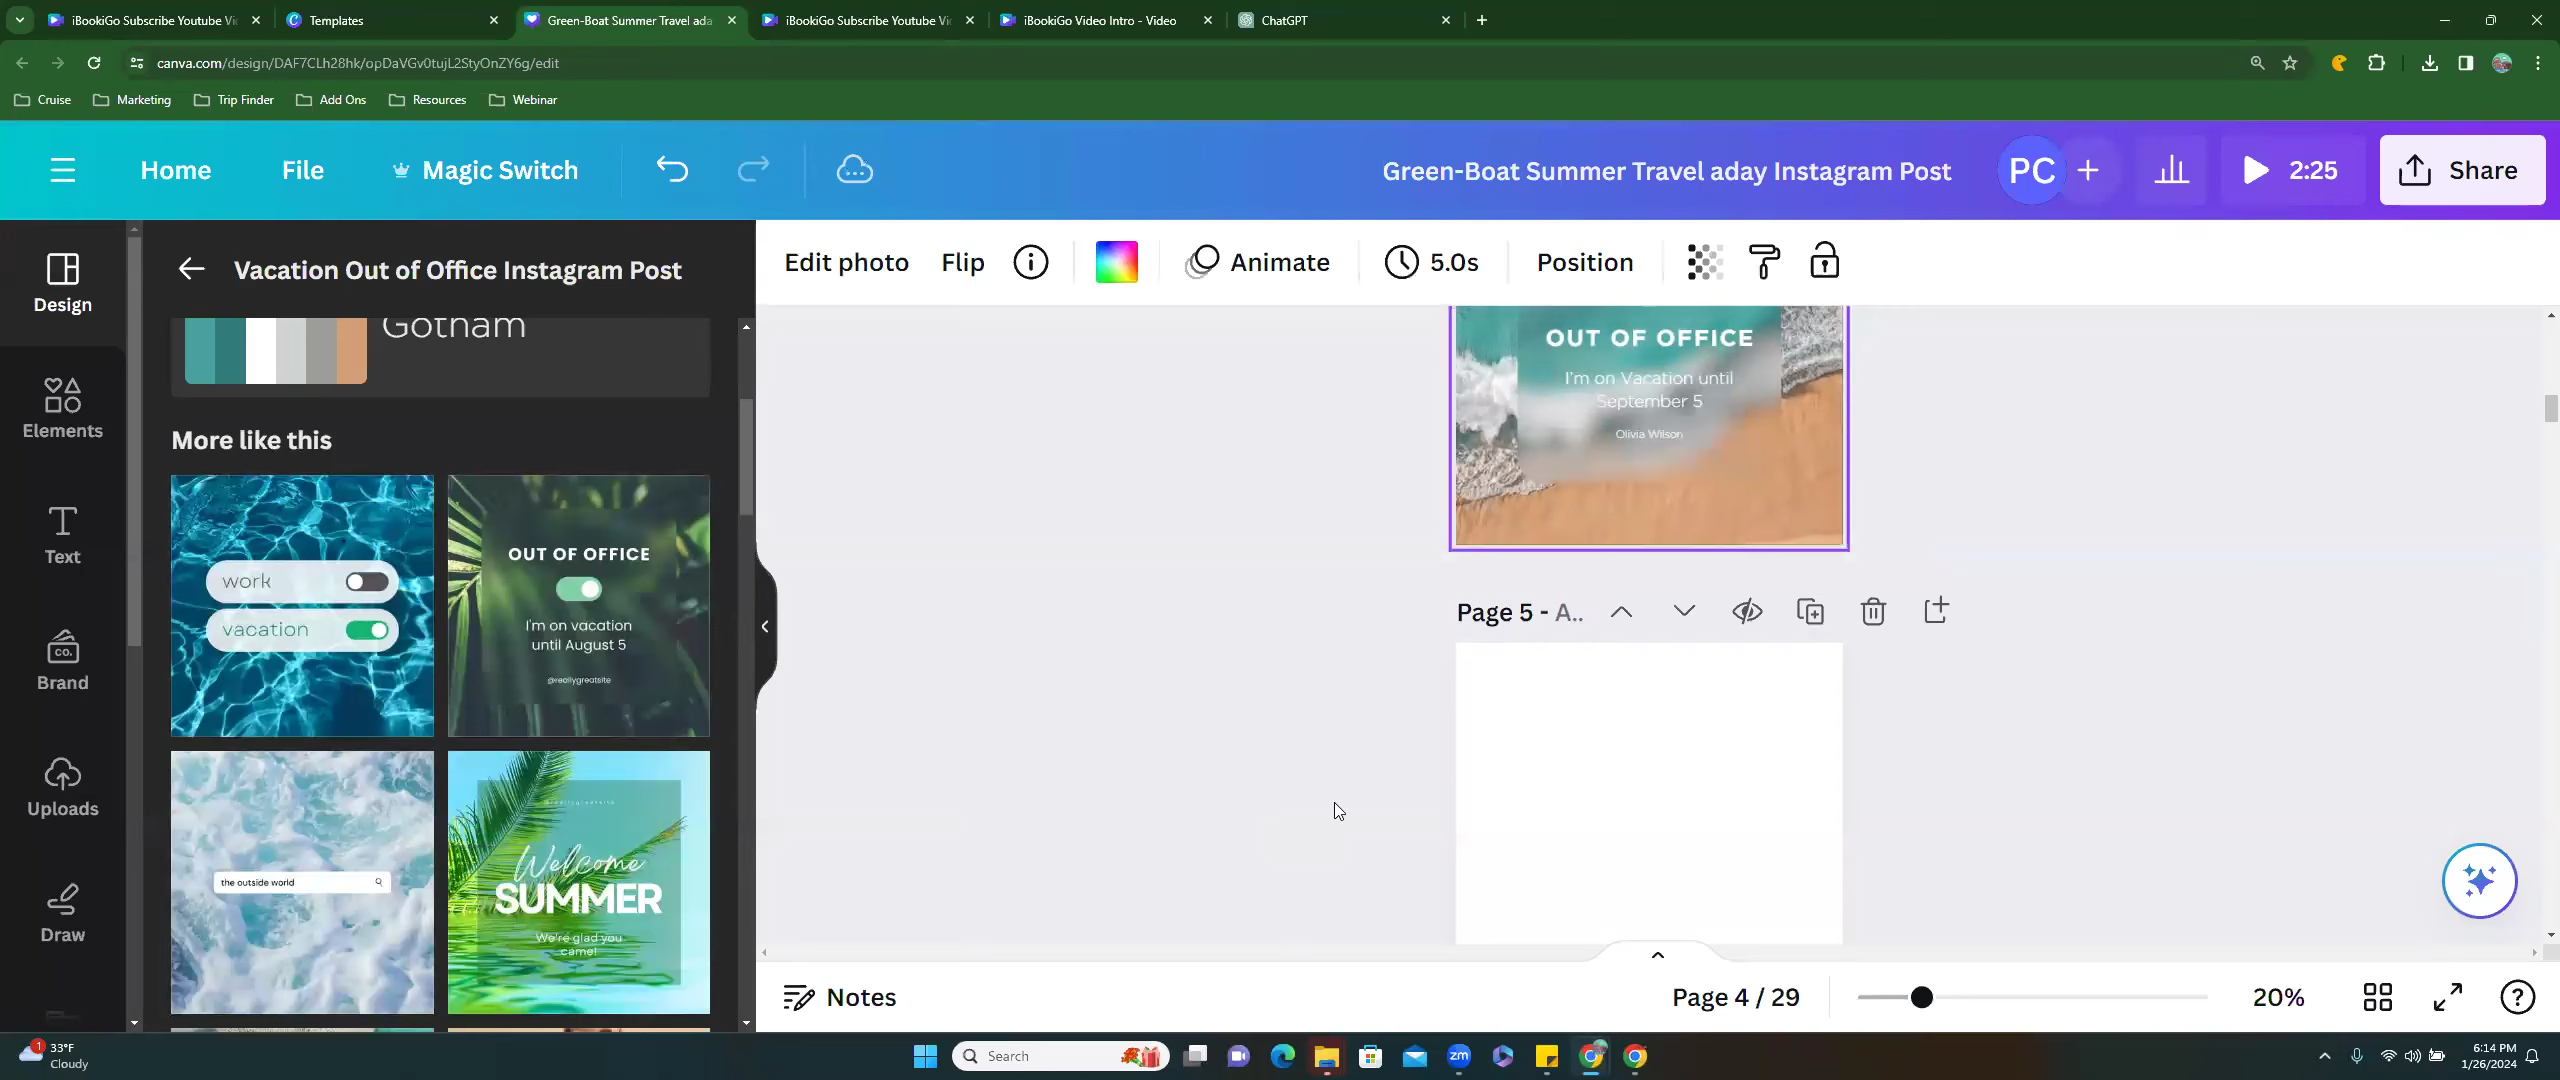 iBookiGo Subscribe Youtube Vi
Templates
Green-Boat Summer Travel ada
iBookiGo Subscribe Youtube Vi
iBookiGo Video Intro - Video
ChatGPT
canva.com/design/DAF7CLh28hk/opDaVGv0tujL2StyOnZY6g/edit
Cruise
Marketing
Trip Finder
Add Ons
Resources
Webinar
Home
File
Magic Switch
Green-Boat Summer Travel aday Instagram Post
PC
2:25
Share
Design
Elements
Text
CO.
Brand
Uploads
Draw
Vacation Out of Office Instagram Post
Gotham
More like this
work
vacation
OUT OF OFFICE
I'm on vacation
until August 5
@reallygreatsite
the outside world
@reallygreatsite
Welcome
SUMMER
We're glad you
came!
Edit photo
Flip
Animate
5.0s
Position
OUT OF OFFICE
I'm on Vacation until
September 5
Olivia Wilson
Page 5 - A..
Notes
Page 4 / 29
20%
1
33°F
Cloudy
Search
zm
6:14 PM
1/26/2024